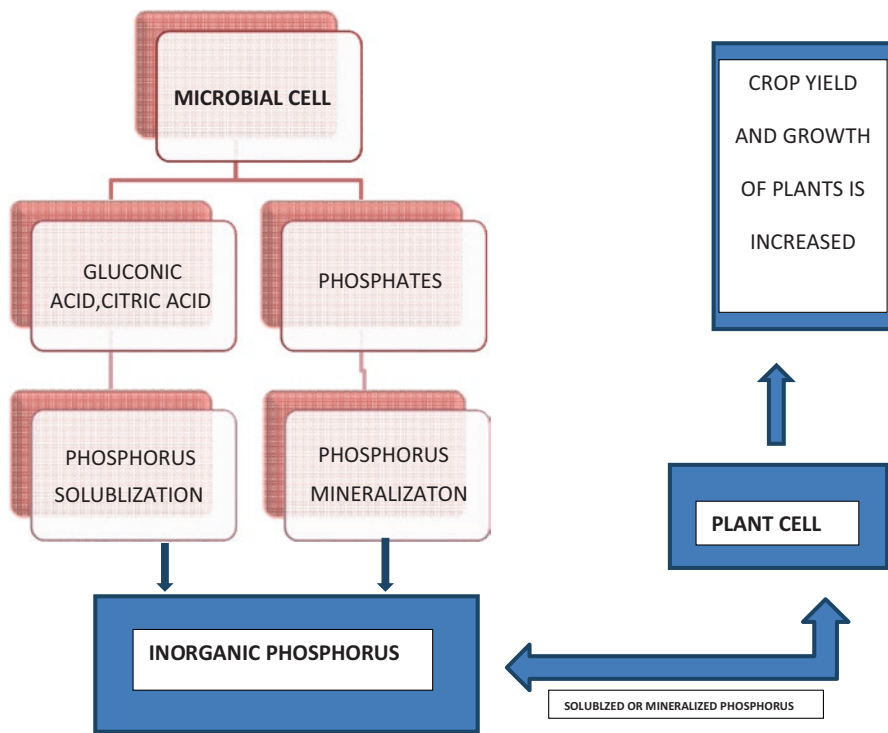 MICROBIAL CELL
GLUCONIC
ACID,CITRIC ACID
PHOSPHATES
PHOSPHORUS
SOLUBLIZATION
PHOSPHORUS
MINERALIZATON
INORGANIC PHOSPHORUS
SOLUBLZED OR MINERALIZED PHOSPHORUS
PLANT CELL
CROP YIELD
AND GROWTH
OF PLANTS IS
INCREASED